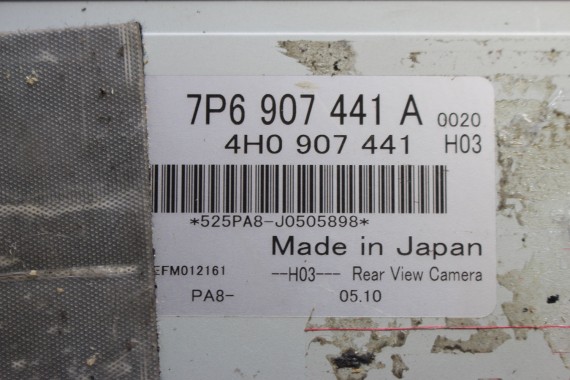 7P6 907 441 A 0020
4H0 907 441 H03
*525PA8-J0505898*
Made in Japan
EFM012161 --H03--- Rear View Camera
PA8- 05.10